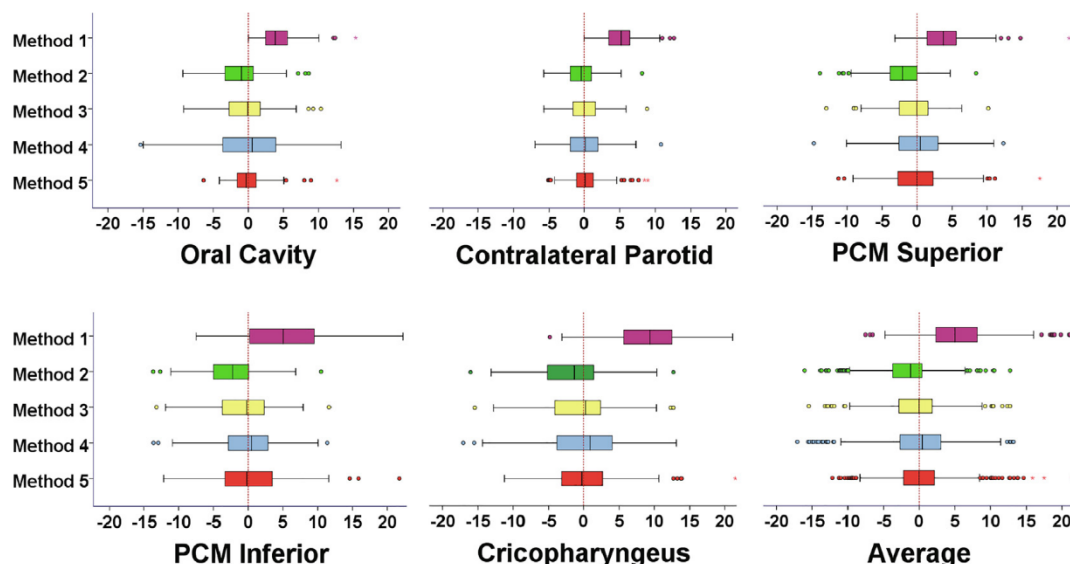 Method 1
Method 2
Method 3
Method 4
Method 5
-20 -15 -10 -5 0 5 10 15 20
-20 -15 -10 -5 0 5 10 15 20
-20 -15 -10 -5 0 5 10 15 20
Oral Cavity
Contralateral Parotid
PCM Superior
Method 1
Method 2
Method 3
Method 4
Method 5
-20 -15 -10 -5 0 5 10 15 20
-20 -15 -10 -5 0 5 10 15 20
-20 -15 -10 -5 0 5 10 15 20
PCM Inferior
Cricopharyngeus
Average